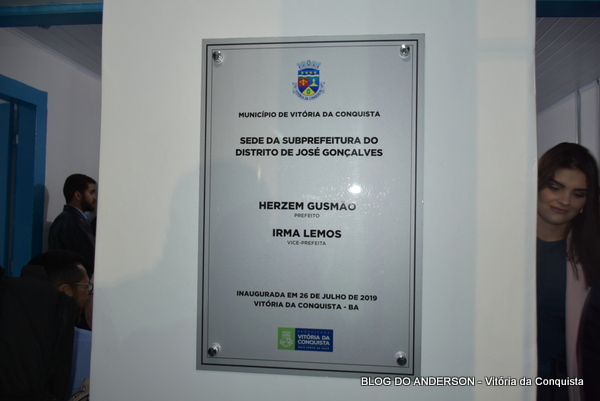 MUNICÍPIO DE VITÓRIA DA CONQUISTA
SEDE DA SUBPREFEITURA DO
DISTRITO DE JOSÉ GONÇALVES
HERZEM GUSMÃO
PREFEITO
IRMA LEMOS
VICE-PREFEITA
INAUGURADA EM 26 DE JULHO DE 2019
VITÓRIA DA CONQUISTA - BA
PREFEITURA
VITÓRIA DA
CONQUISTA
BLOG DO ANDERSON - Vitória da Conquista